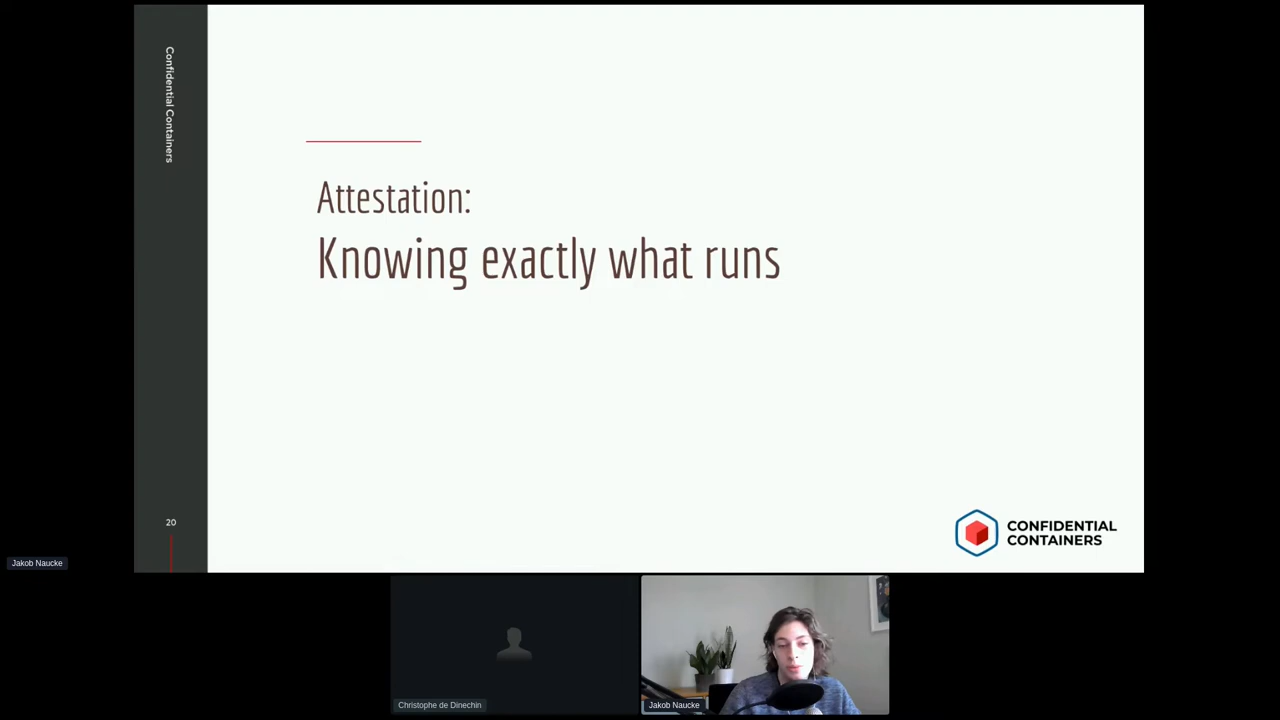 Confidential Containers
Attestation:
Knowing exactly what runs
20
CONFIDENTIAL
CONTAINERS
Jakob Naucke
Christophe de Dinechin
Jakob Naucke